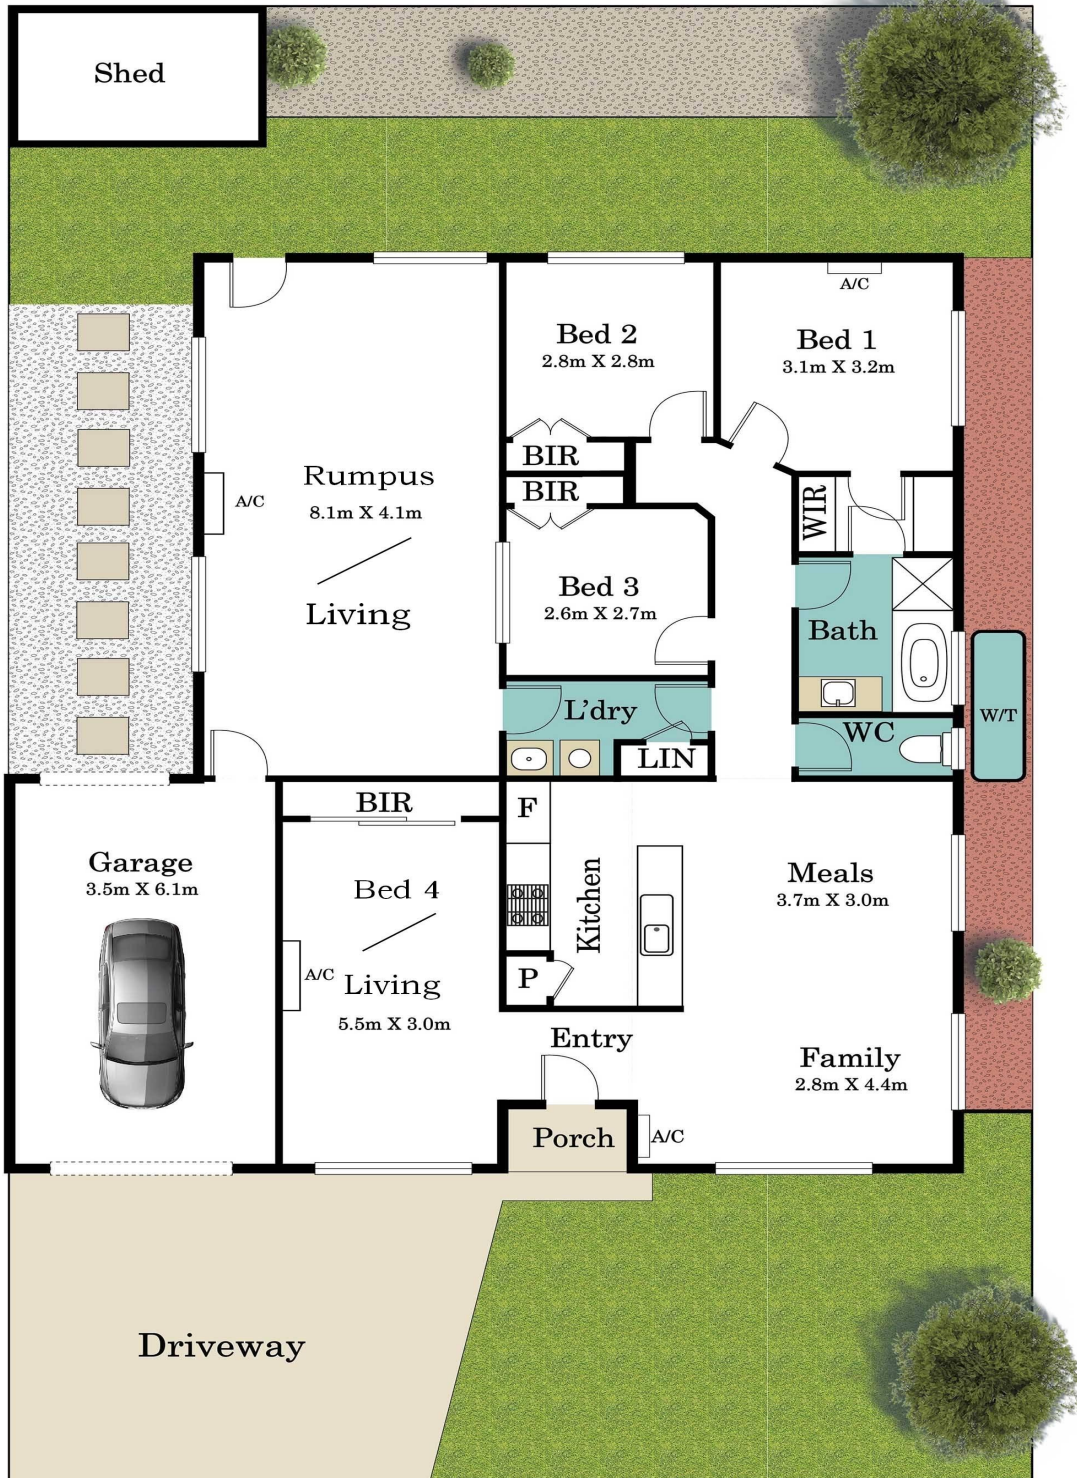 Shed
A/C
Bed 2
2.8m X 2.8m
Bed 1
3.1m X 3.2m
BIR
BIR
Rumpus
8.1m X 4.1m
Living
A/C
WIR
Bed 3
2.6m X 2.7m
Bath
L'dry
LIN
WC
W/T
BIR
F
Garage
3.5m X 6.1m
Bed 4
Living
5.5m X 3.0m
A/C
Kitchen
P
Meals
3.7m X 3.0m
Entry
Family
2.8m X 4.4m
Porch
A/C
Driveway